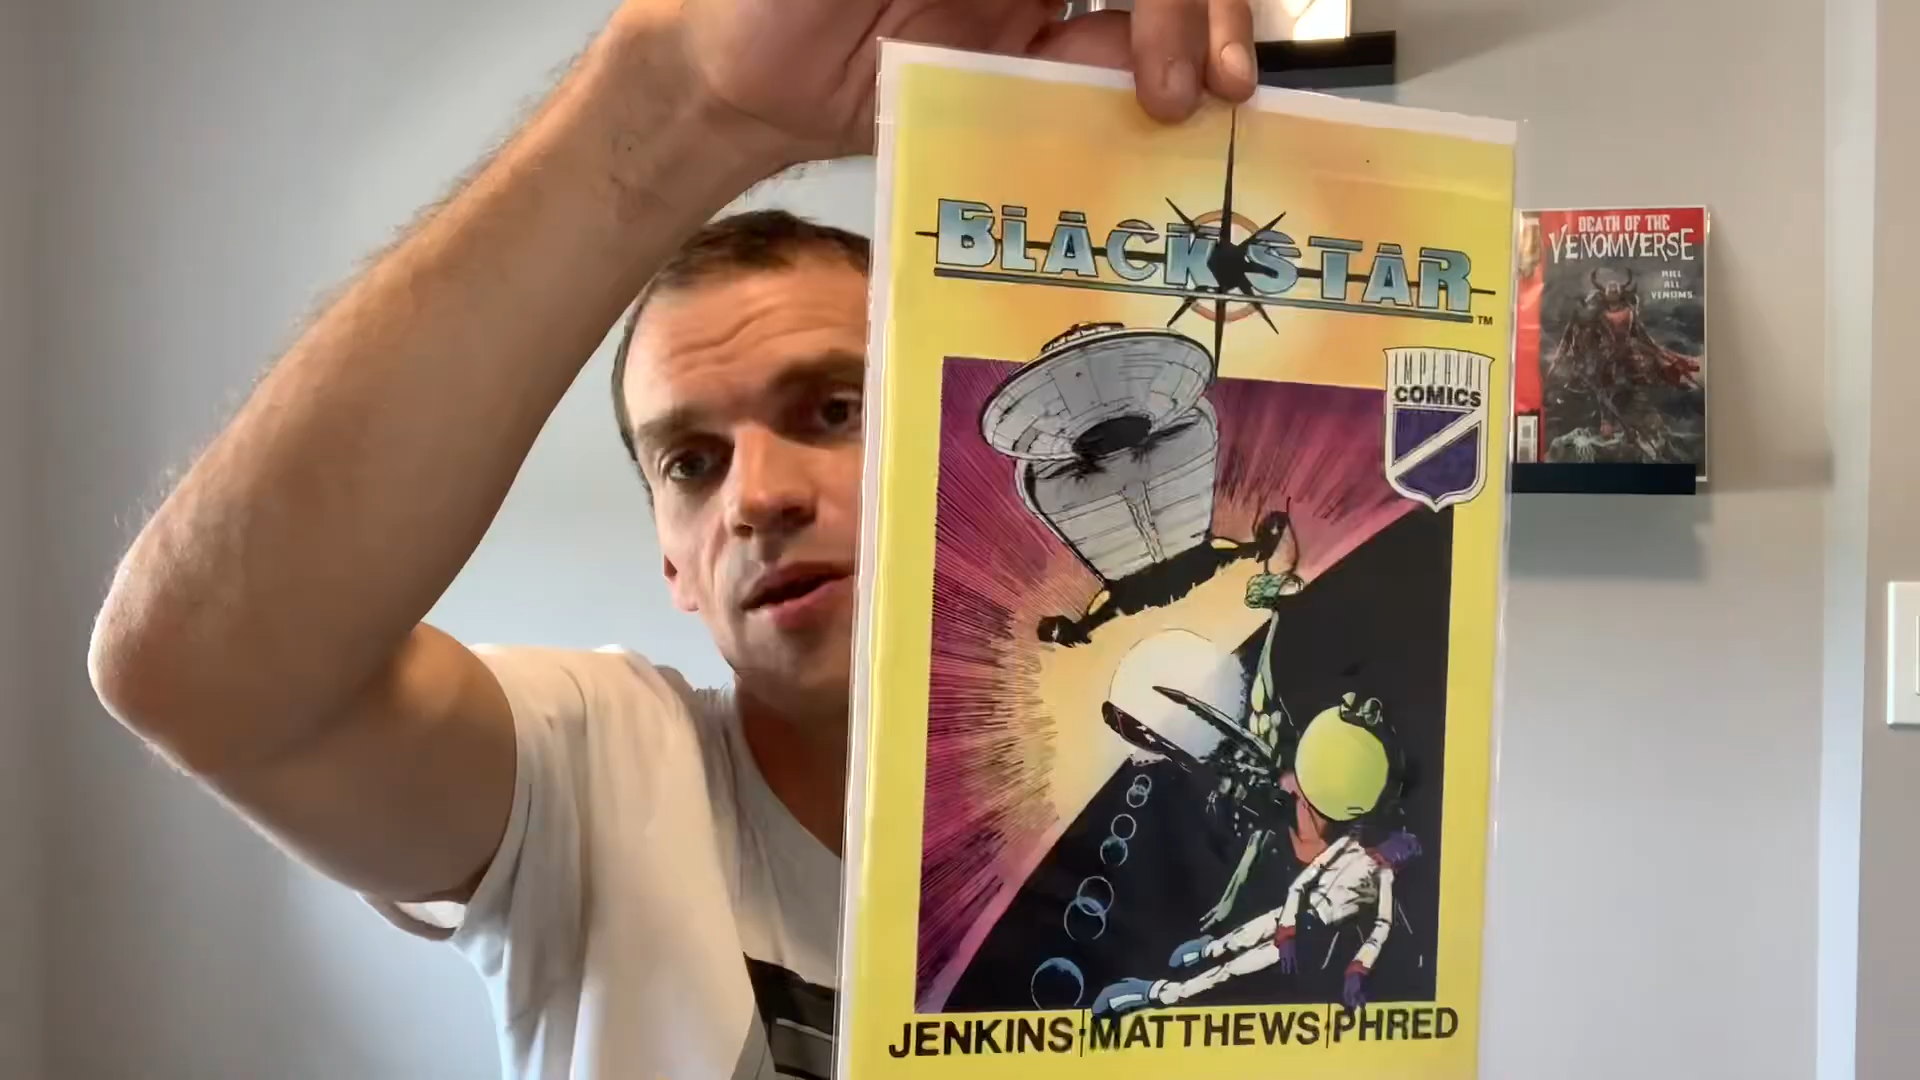 BLACK STAR
TM
IMPERIAL
COMICS
JENKINS MATTHEWS PHRED
DEATH OF THE
VENOMVERSE
KILL
ALL
VENOMS